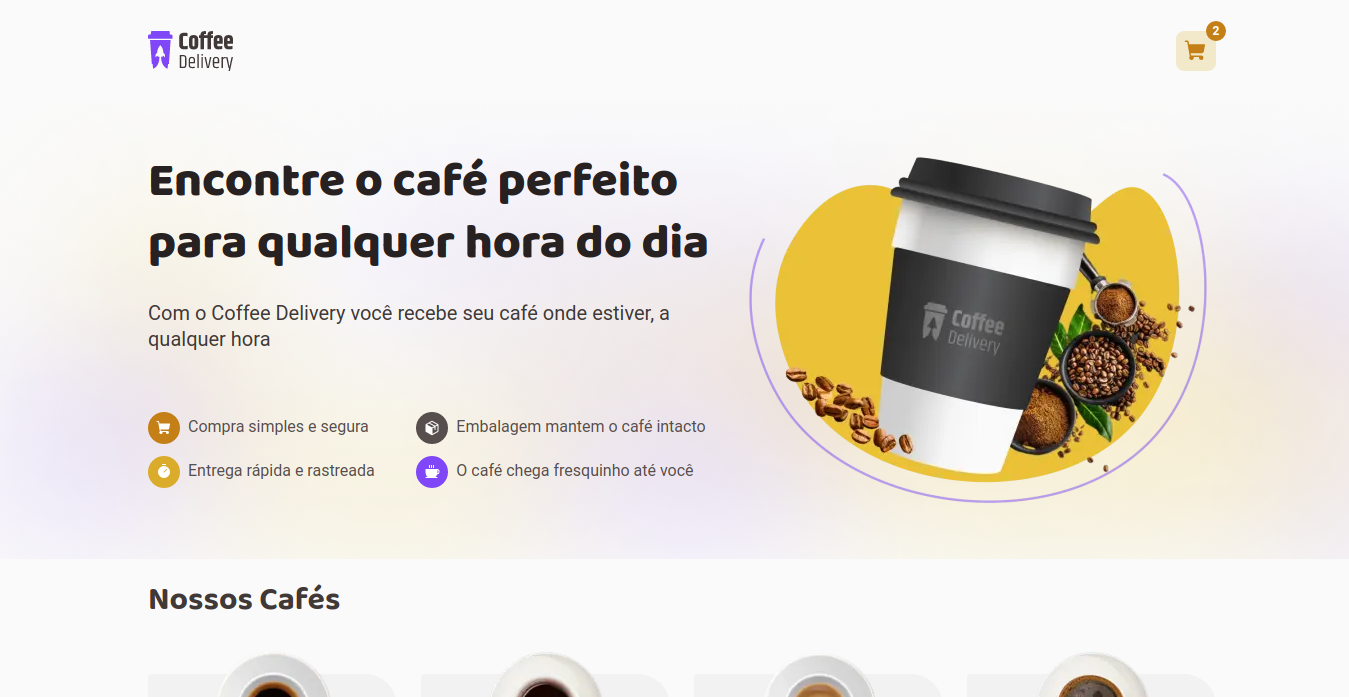 Coffee
Delivery
2
Encontre o café perfeito
para qualquer hora do dia
Com o Coffee Delivery você recebe seu café onde estiver, a
qualquer hora
Compra simples e segura
Embalagem mantem o café intacto
Entrega rápida e rastreada
O café chega fresquinho até você
Coffee
Delivery
Nossos Cafés